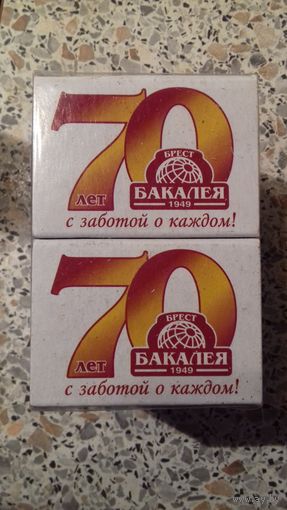 70
лет
БРЕСТ
БАКАЛЕЯ
1949
с заботой о каждом!
70
лет
БРЕСТ
БАКАЛЕЯ
1949
с заботой о каждом!